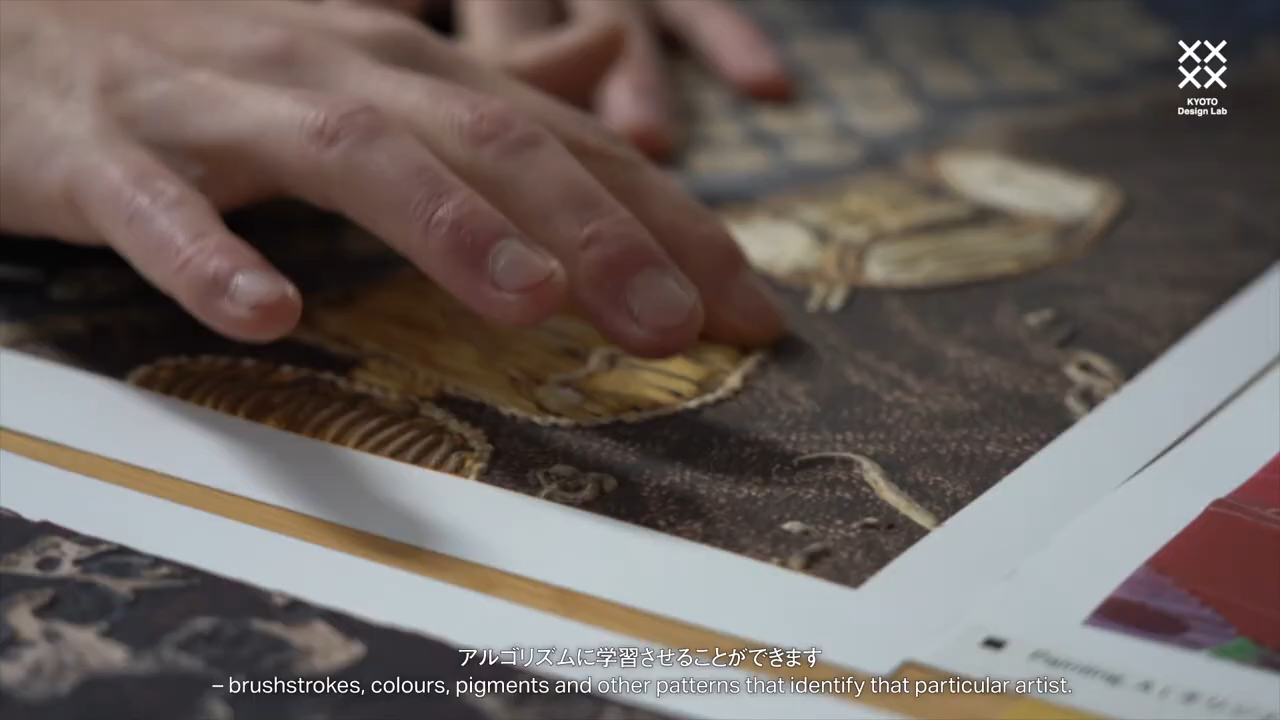 KYOTO
Design Lab
アルゴリズムに学習させることができます
– brushstrokes, colours, pigments and other patterns that identify that particular artist.
Painting,